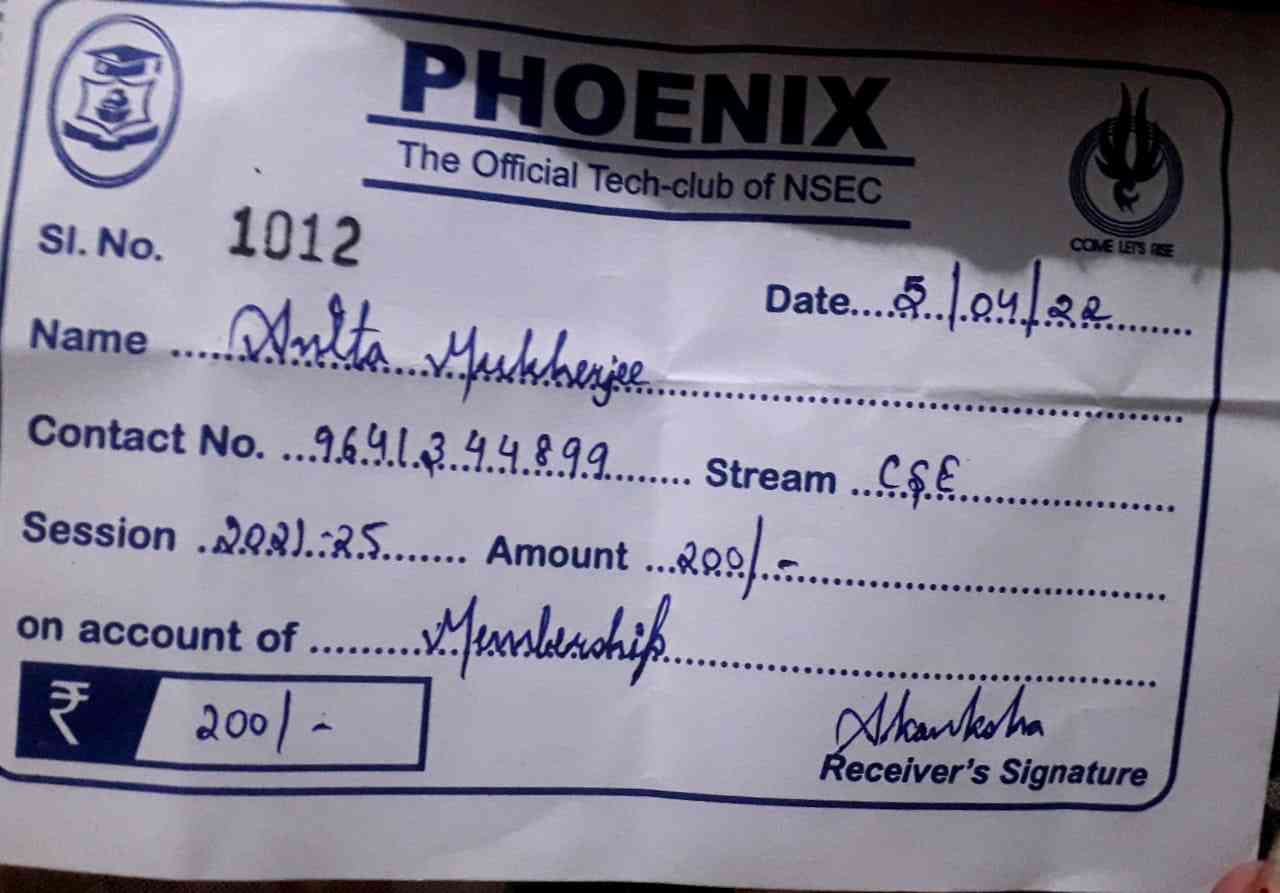 PHOENIX
The Official Tech-club of NSEC
COME LET'S RISE
Sl. No. 1012
Date....5/04/22
Name Anita Mukherjee
Contact No. 9641344899 Stream CSE
Session 2021-25 Amount 200/-
on account of Membership
₹ 200/-
Akanksha
Receiver's Signature